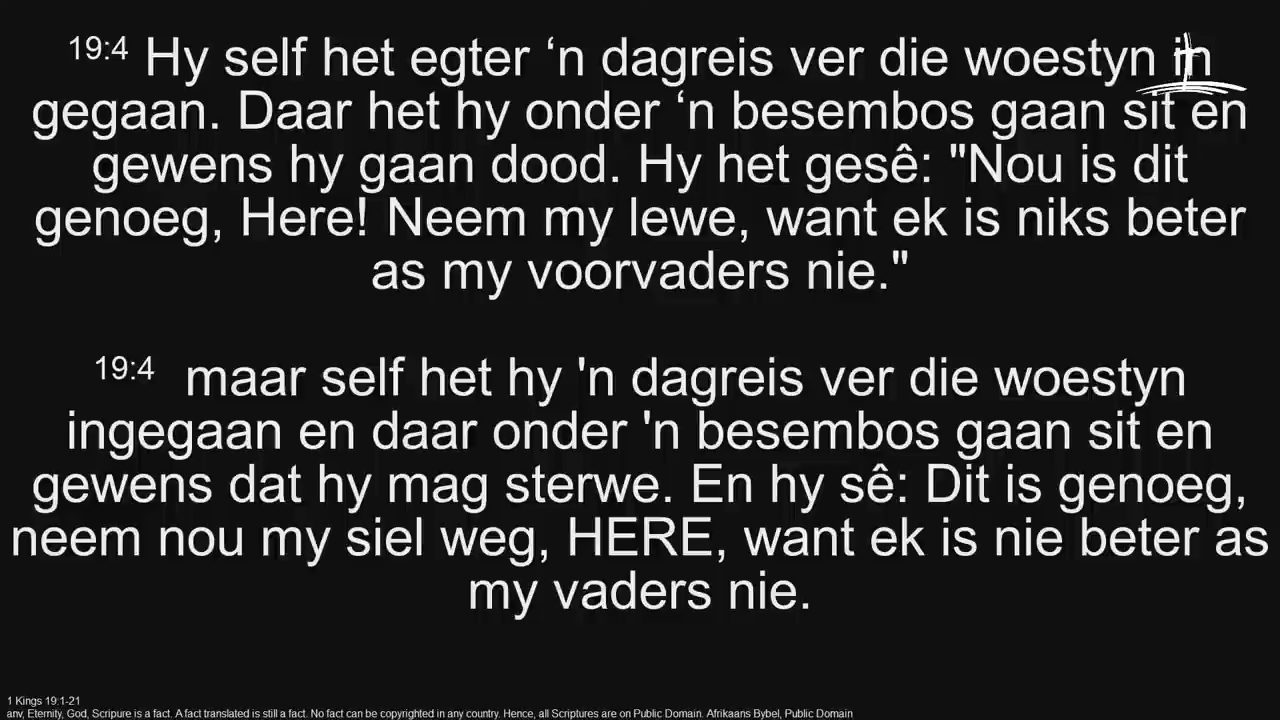 19:4 Hy self het egter ‘n dagreis ver die woestyn in
gegaan. Daar het hy onder ‘n besembos gaan sit en
gewens hy gaan dood. Hy het gesê: "Nou is dit
genoeg, Here! Neem my lewe, want ek is niks beter
as my voorvaders nie."
19:4 maar self het hy 'n dagreis ver die woestyn
ingegaan en daar onder 'n besembos gaan sit en
gewens dat hy mag sterwe. En hy sê: Dit is genoeg,
neem nou my siel weg, HERE, want ek is nie beter as
my vaders nie.
1 Kings 19:1-21
anv, Eternity, God, Scripure is a fact. A fact translated is still a fact. No fact can be copyrighted in any country. Hence, all Scriptures are on Public Domain. Afrikaans Bybel, Public Domain